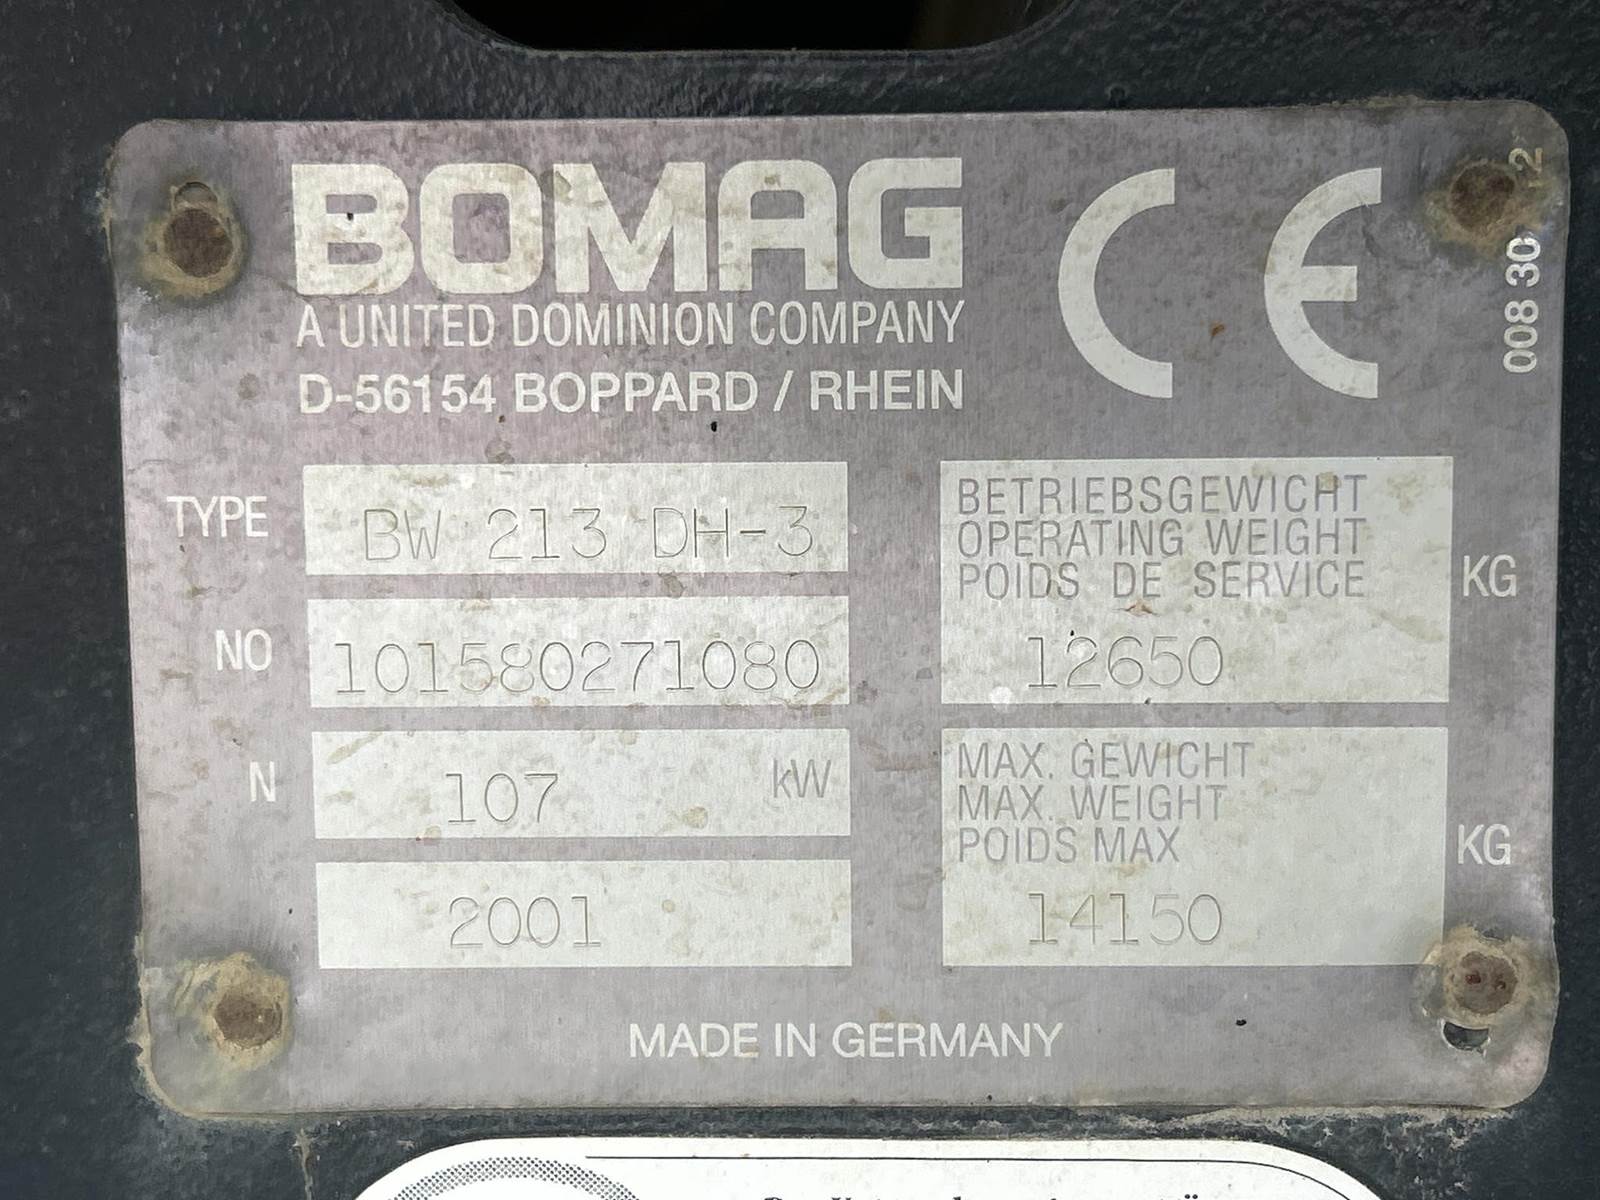 BOMAG
A UNITED DOMINION COMPANY
D-56154 BOPPARD / RHEIN
CE
008 30 12
TYPE BW 213 DH-3
NO 101580271080
N 107 kW
2001
BETRIEBSGEWICHT
OPERATING WEIGHT
POIDS DE SERVICE
12650 KG
MAX. GEWICHT
MAX. WEIGHT
POIDS MAX
14150 KG
MADE IN GERMANY